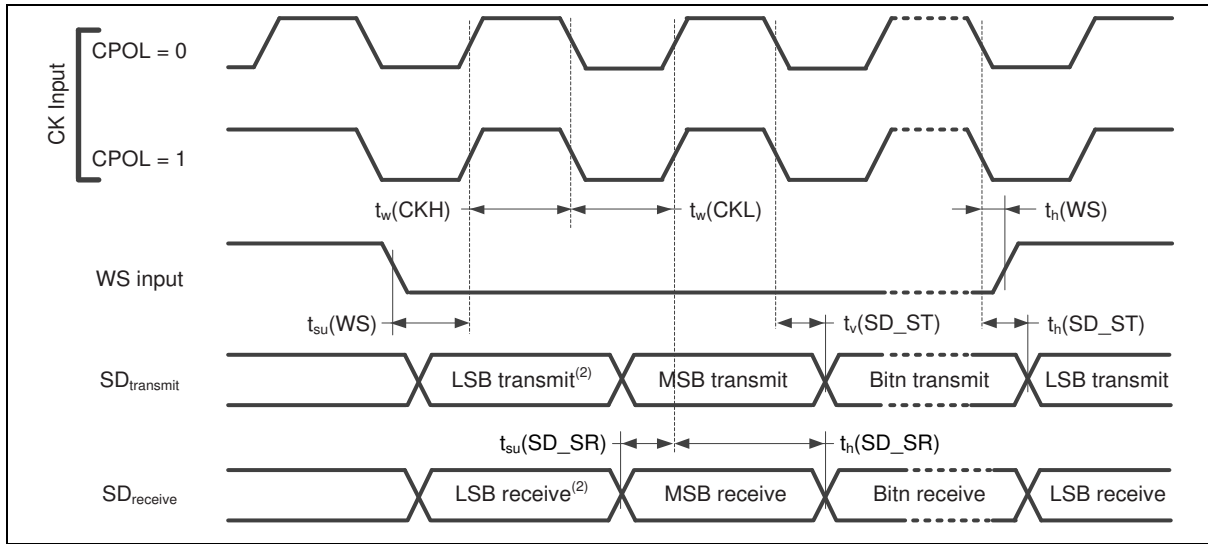 CK Input
CPOL = 0
CPOL = 1
tw(CKH)
tw(CKL)
th(WS)
WS input
tsu(WS)
tv(SD_ST)
th(SD_ST)
SDtransmit
LSB transmit(2)
MSB transmit
Bitn transmit
LSB transmit
tsu(SD_SR)
th(SD_SR)
SDreceive
LSB receive(2)
MSB receive
Bitn receive
LSB receive